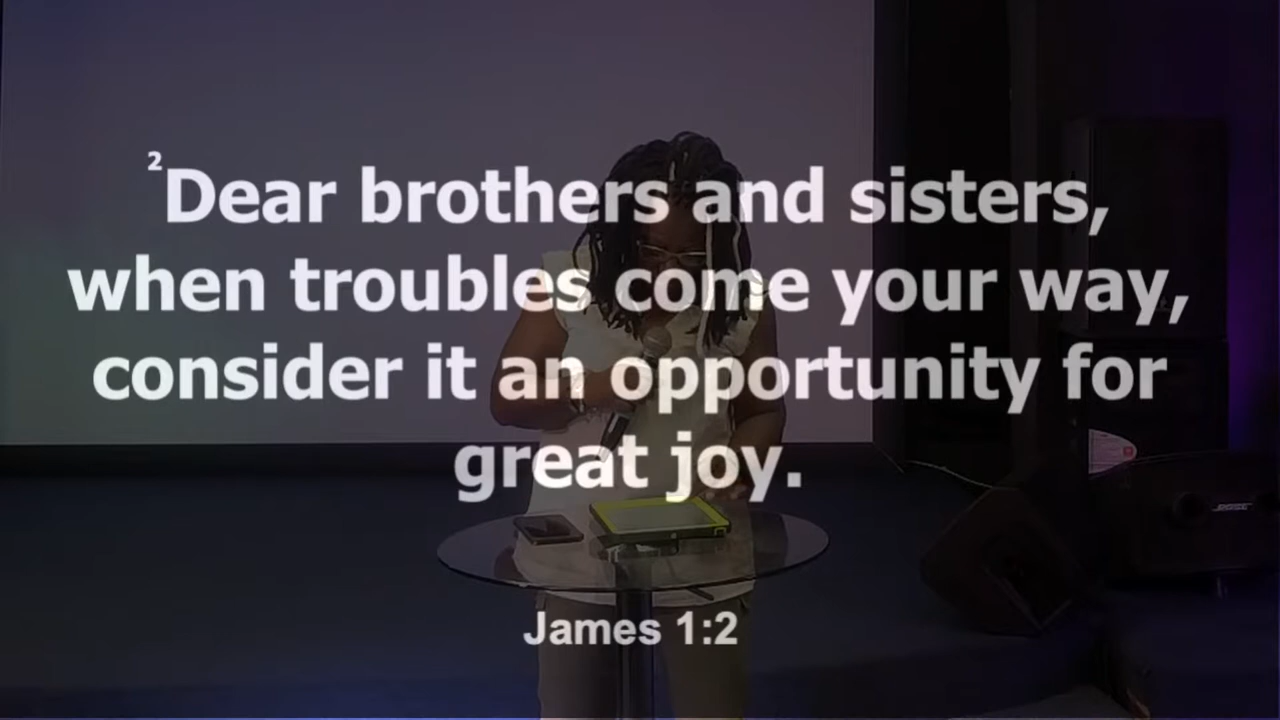 ²Dear brothers and sisters,
when troubles come your way,
consider it an opportunity for
great joy.
James 1:2
BOSE